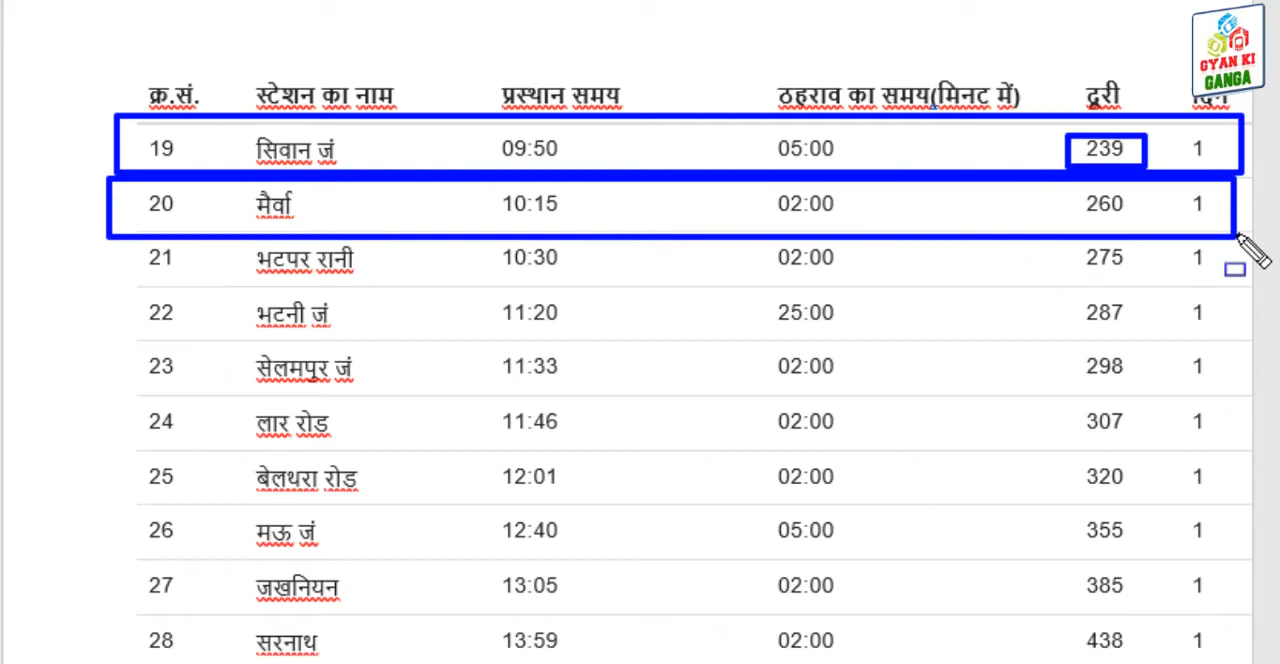 GYAN KI
GANGA
क्र.सं. स्टेशन का नाम प्रस्थान समय ठहराव का समय(मिनट में) दूरी दिन
19 सिवान जं 09:50 05:00 239 1
20 मैर्वा 10:15 02:00 260 1
21 भटपर रानी 10:30 02:00 275 1
22 भटनी जं 11:20 25:00 287 1
23 सेलमपुर जं 11:33 02:00 298 1
24 लार रोड 11:46 02:00 307 1
25 बेलथरा रोड 12:01 02:00 320 1
26 मऊ जं 12:40 05:00 355 1
27 जखनियन 13:05 02:00 385 1
28 सरनाथ 13:59 02:00 438 1